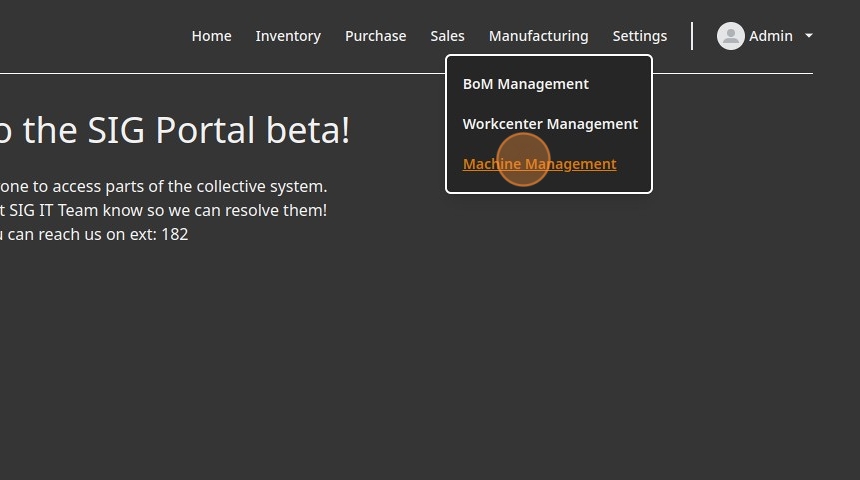 Home Inventory Purchase Sales Manufacturing Settings Admin
BoM Management
Workcenter Management
Machine Management
o the SIG Portal beta!
one to access parts of the collective system.
t SIG IT Team know so we can resolve them!
can reach us on ext: 182